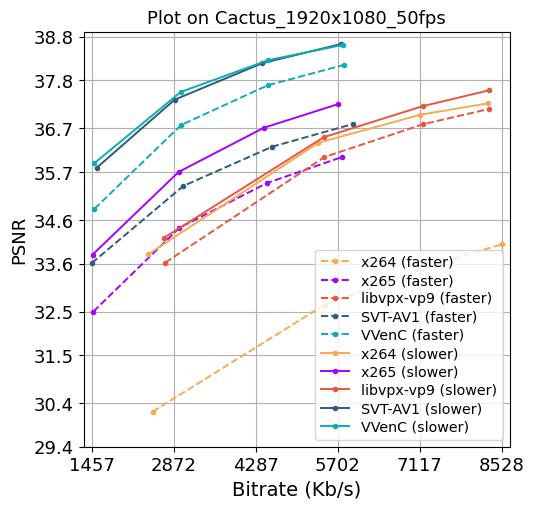 Plot on Cactus_1920x1080_50fps
38.8
37.8
36.7
35.7
34.6
33.6
32.5
31.5
30.4
29.4
PSNR
x264 (faster)
x265 (faster)
libvpx-vp9 (faster)
SVT-AV1 (faster)
VVenC (faster)
x264 (slower)
x265 (slower)
libvpx-vp9 (slower)
SVT-AV1 (slower)
VVenC (slower)
1457 2872 4287 5702 7117 8528
Bitrate (Kb/s)